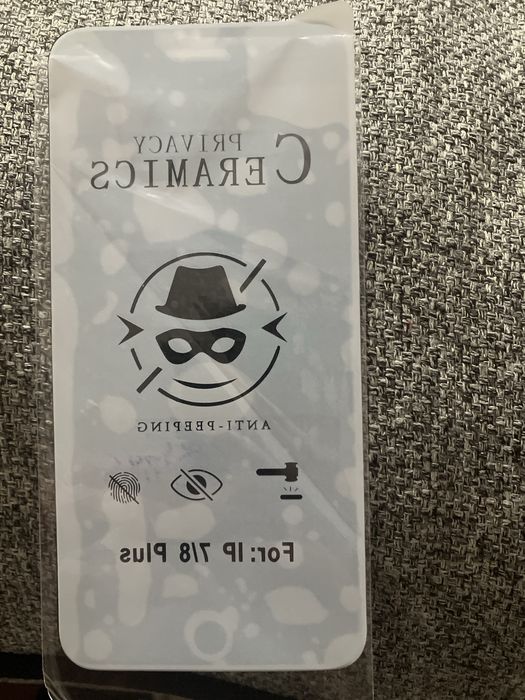 PRIVACY
CERAMICS
ANTI-PEEPING
For: IP 7/8 Plus